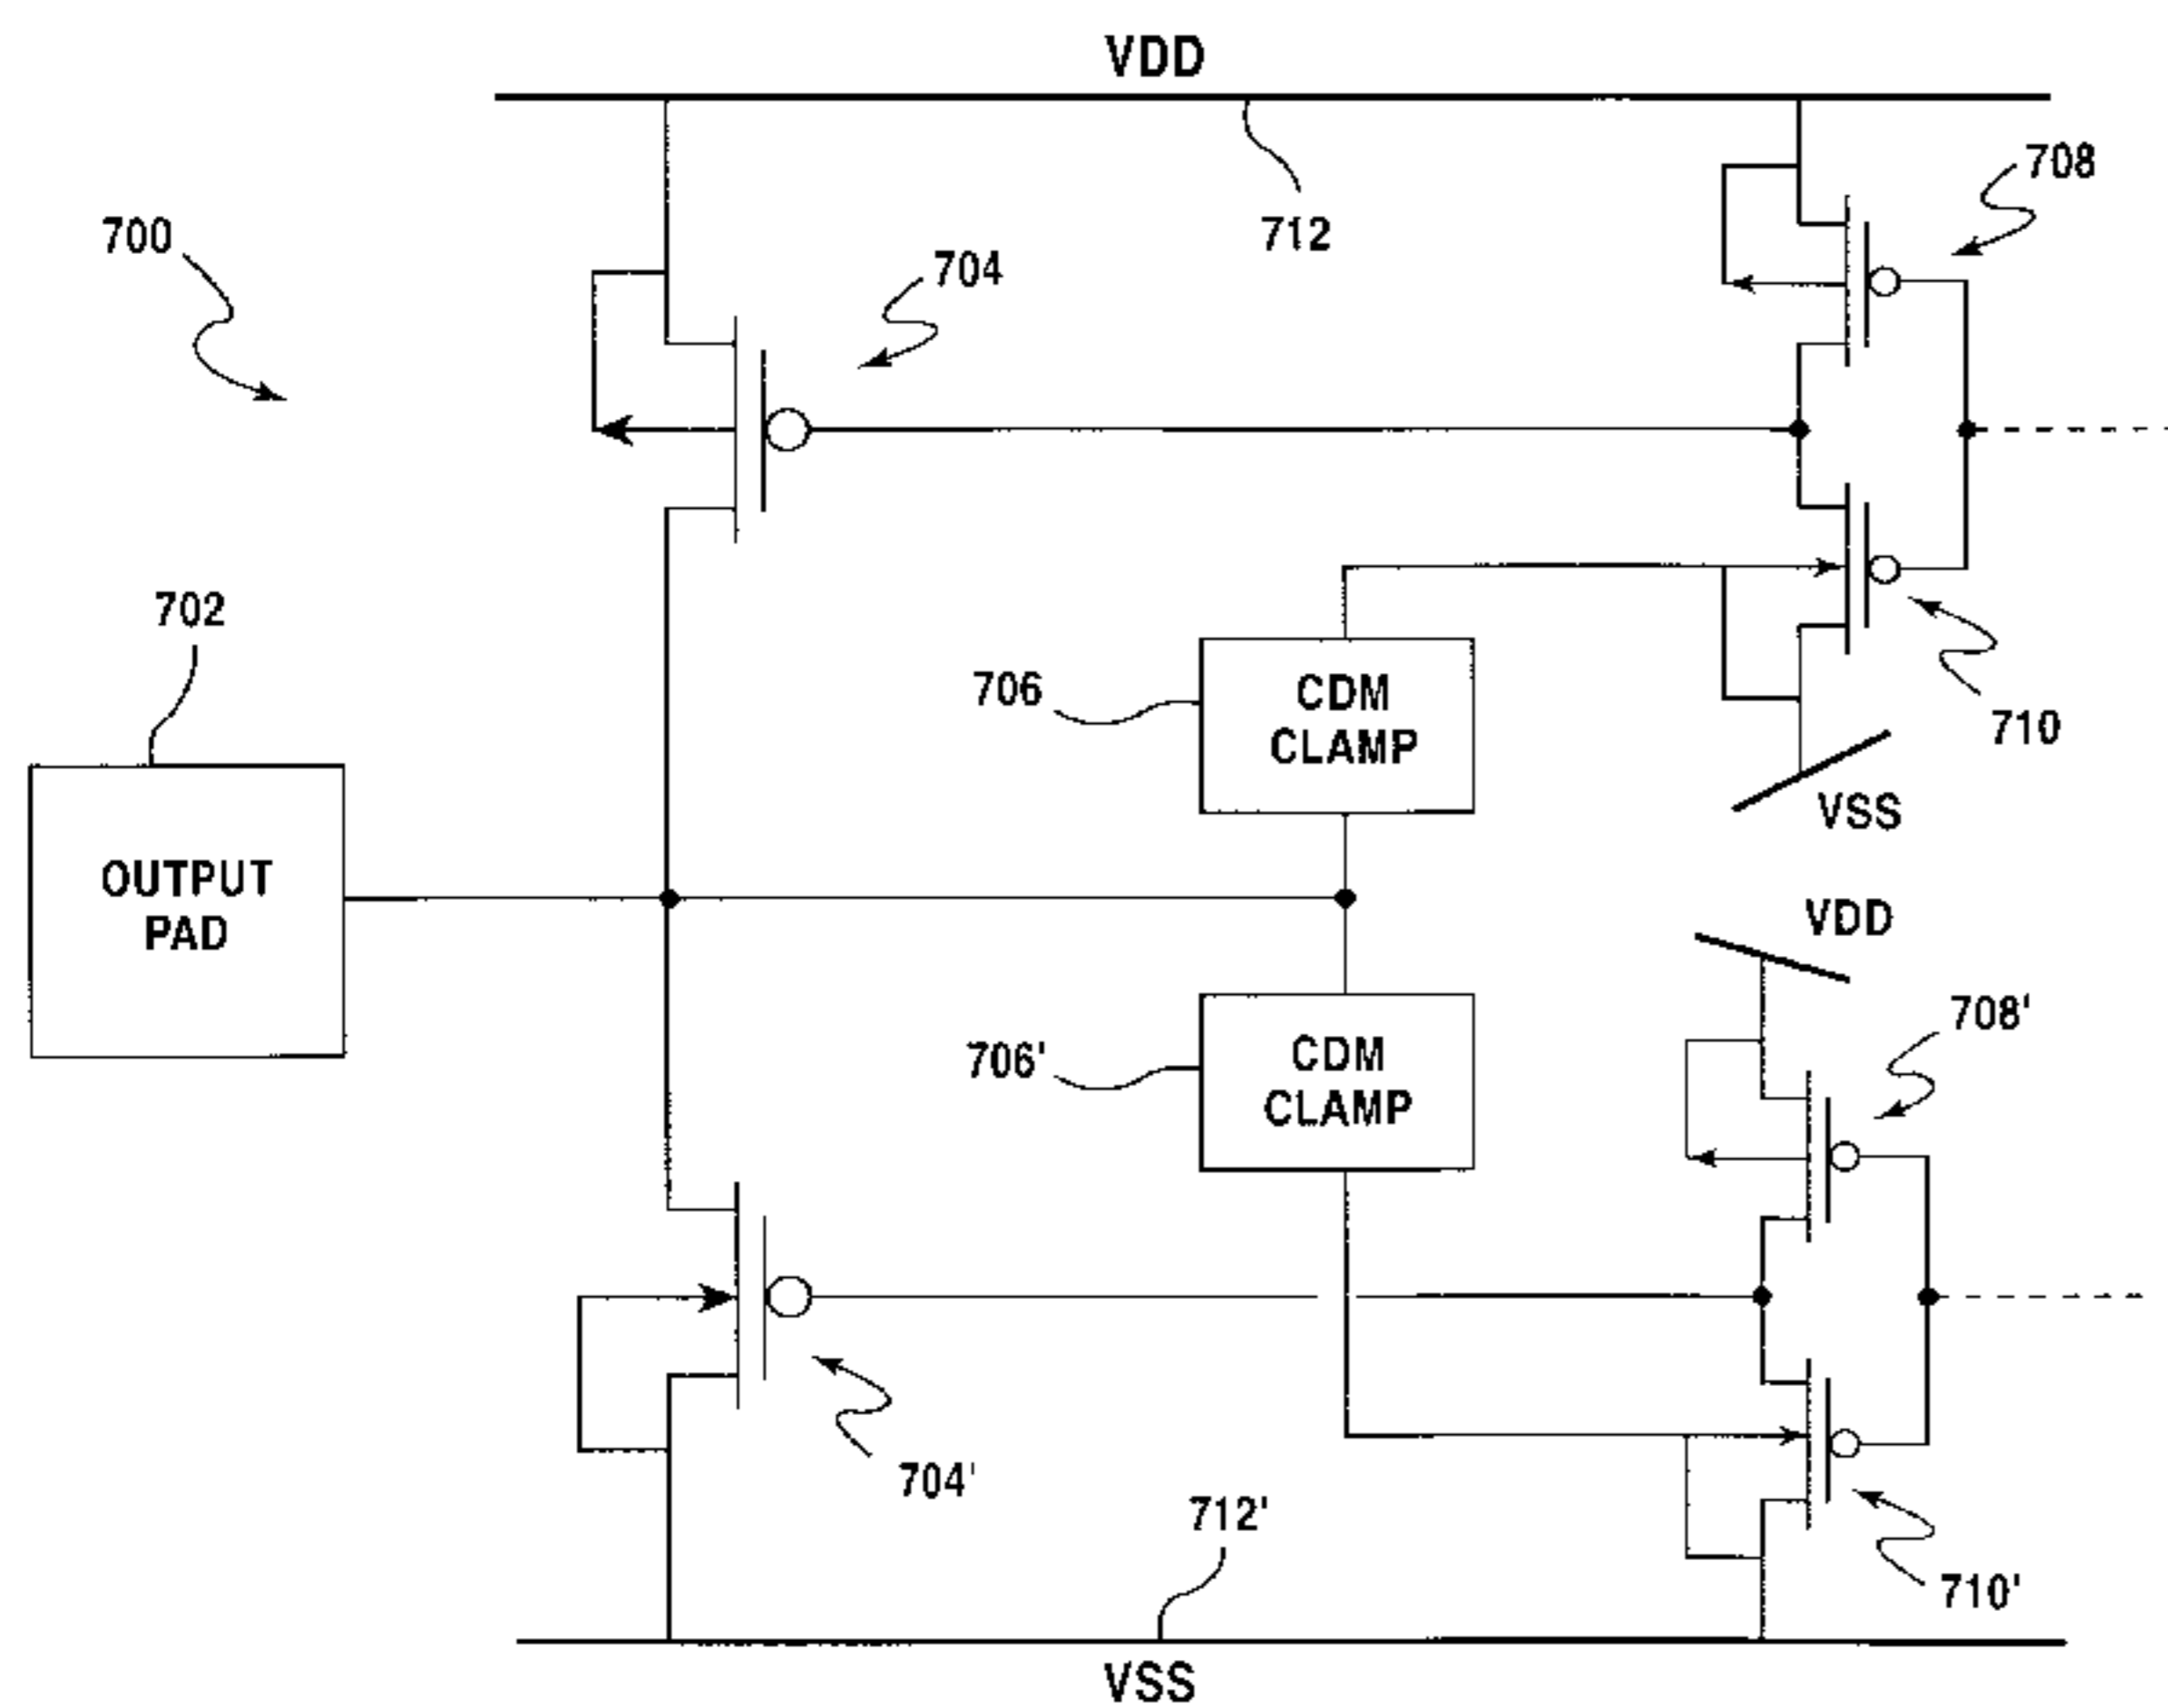 VDD
708
712
700
704
702
706
CDM
CLAMP
710
VSS
OUTPUT
PAD
VDD
708'
706'
CDM
CLAMP
704'
712'
710'
VSS